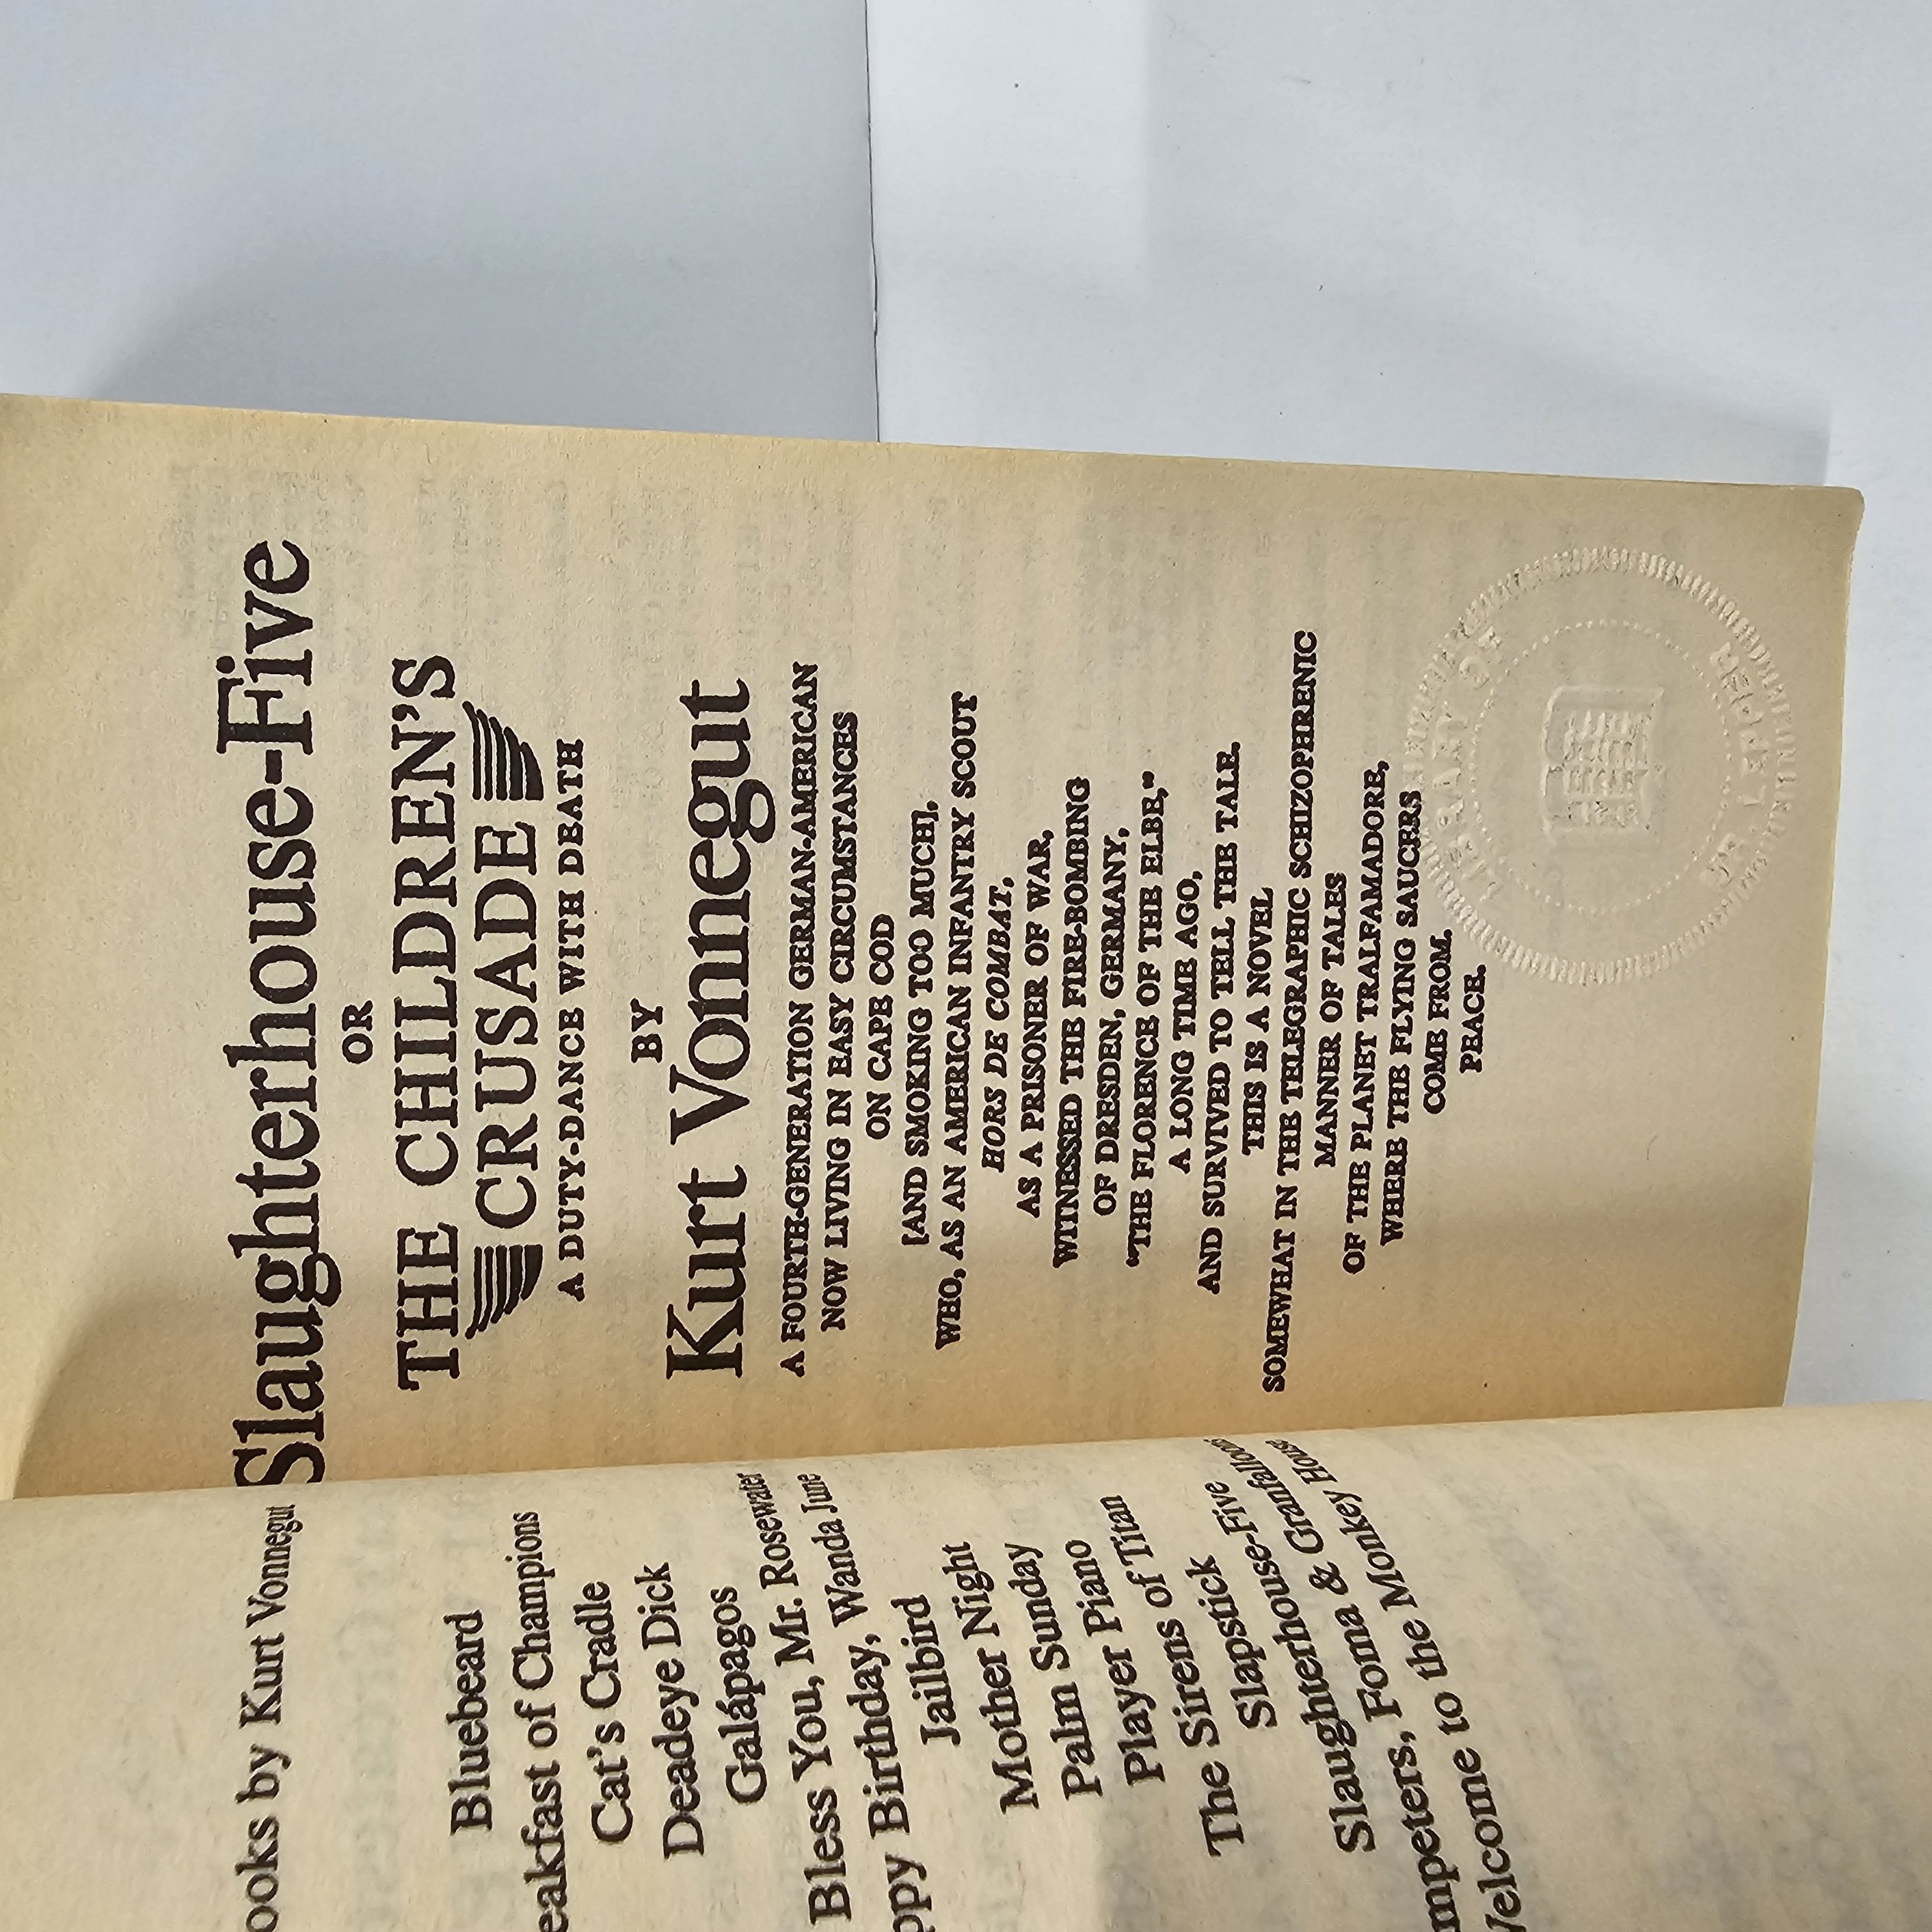 ooks by Kurt Vonnegut
Bluebeard
eakfast of Champions
Cat's Cradle
Deadeye Dick
Galápagos
Bless You, Mr. Rosewater
ppy Birthday, Wanda June
Jailbird
Mother Night
Palm Sunday
Player Piano
The Sirens of Titan
Slapstick
Slaughterhouse-Five
mpeters, Foma & Granfalloons
Welcome to the Monkey House
Slaughterhouse-Five
OR
THE CHILDREN'S
CRUSADE
A DUTY-DANCE WITH DEATH
BY
Kurt Vonnegut
A FOURTH-GENERATION GERMAN-AMERICAN
NOW LIVING IN EASY CIRCUMSTANCES
ON CAPE COD
[AND SMOKING TOO MUCH],
WHO, AS AN AMERICAN INFANTRY SCOUT
HORS DE COMBAT,
AS A PRISONER OF WAR,
WITNESSED THE FIRE-BOMBING
OF DRESDEN, GERMANY,
"THE FLORENCE OF THE ELBE,"
A LONG TIME AGO,
AND SURVIVED TO TELL THE TALE.
THIS IS A NOVEL
SOMEWHAT IN THE TELEGRAPHIC SCHIZOPHRENIC
MANNER OF TALES
OF THE PLANET TRALFAMADORE,
WHERE THE FLYING SAUCERS
COME FROM.
PEACE.
LIBRARY OF
LEPPER